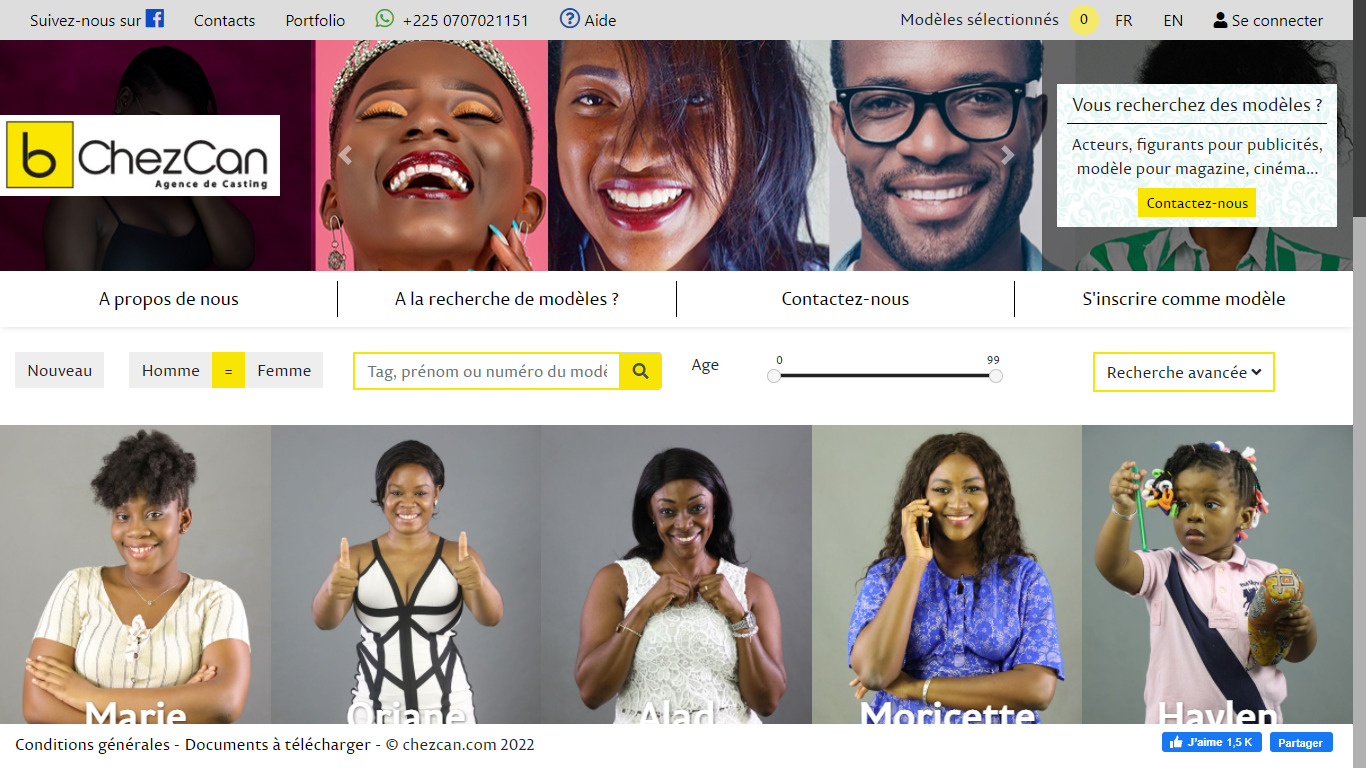 Suivez-nous sur
Contacts
Portfolio
+225 0707021151
Aide
Modèles sélectionnés 0
FR
EN
Se connecter
b ChezCan
Agence de Casting
Vous recherchez des modèles ?
Acteurs, figurants pour publicités,
modèle pour magazine, cinéma...
Contactez-nous
A propos de nous
A la recherche de modèles ?
Contactez-nous
S'inscrire comme modèle
Nouveau
Homme = Femme
Tag, prénom ou numéro du modè
Age
0
99
Recherche avancée
Marie
Oriane
Alad
Moricette
Haylen
Conditions générales - Documents à télécharger - © chezcan.com 2022
J'aime 1,5 K
Partager